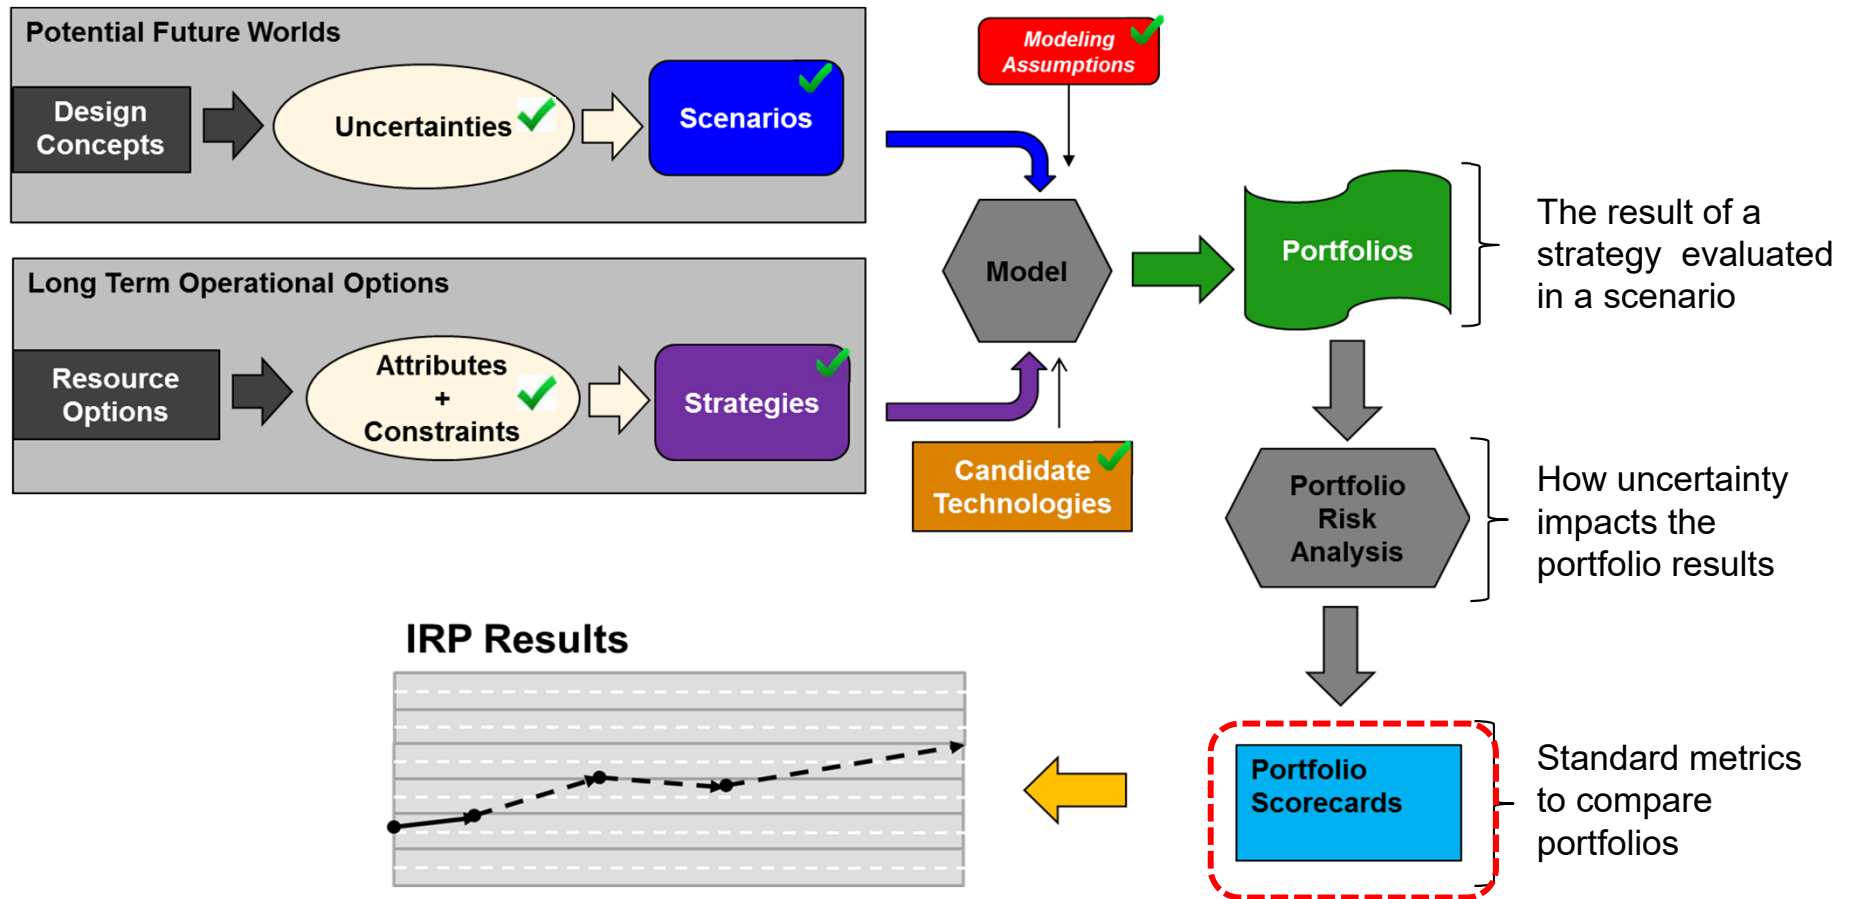 Potential Future Worlds
Design
Concepts
Uncertainties
Scenarios
Modeling
Assumptions
Long Term Operational Options
Resource
Options
Attributes
+
Constraints
Strategies
Model
Candidate
Technologies
Portfolios
The result of a
strategy evaluated
in a scenario
Portfolio
Risk
Analysis
How uncertainty
impacts the
portfolio results
Portfolio
Scorecards
Standard metrics
to compare
portfolios
IRP Results